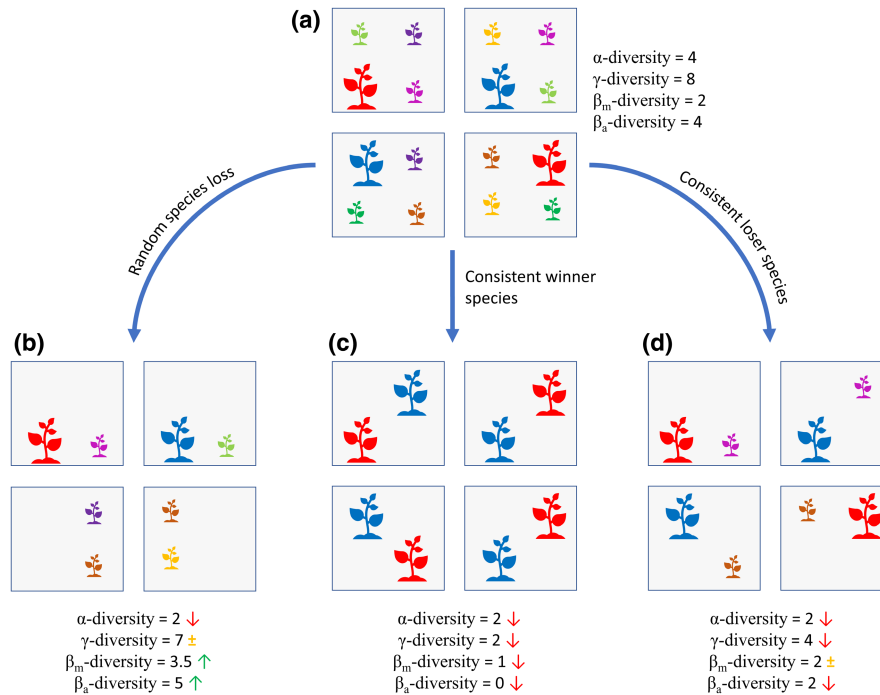 (a)
α-diversity = 4
γ-diversity = 8
βm-diversity = 2
βa-diversity = 4
Random species loss
Consistent winner
species
Consistent loser species
(b)
(c)
(d)
α-diversity = 2 ↓
γ-diversity = 7 ±
βm-diversity = 3.5 ↑
βa-diversity = 5 ↑
α-diversity = 2 ↓
γ-diversity = 2 ↓
βm-diversity = 1 ↓
βa-diversity = 0 ↓
α-diversity = 2 ↓
γ-diversity = 4 ↓
βm-diversity = 2 ±
βa-diversity = 2 ↓